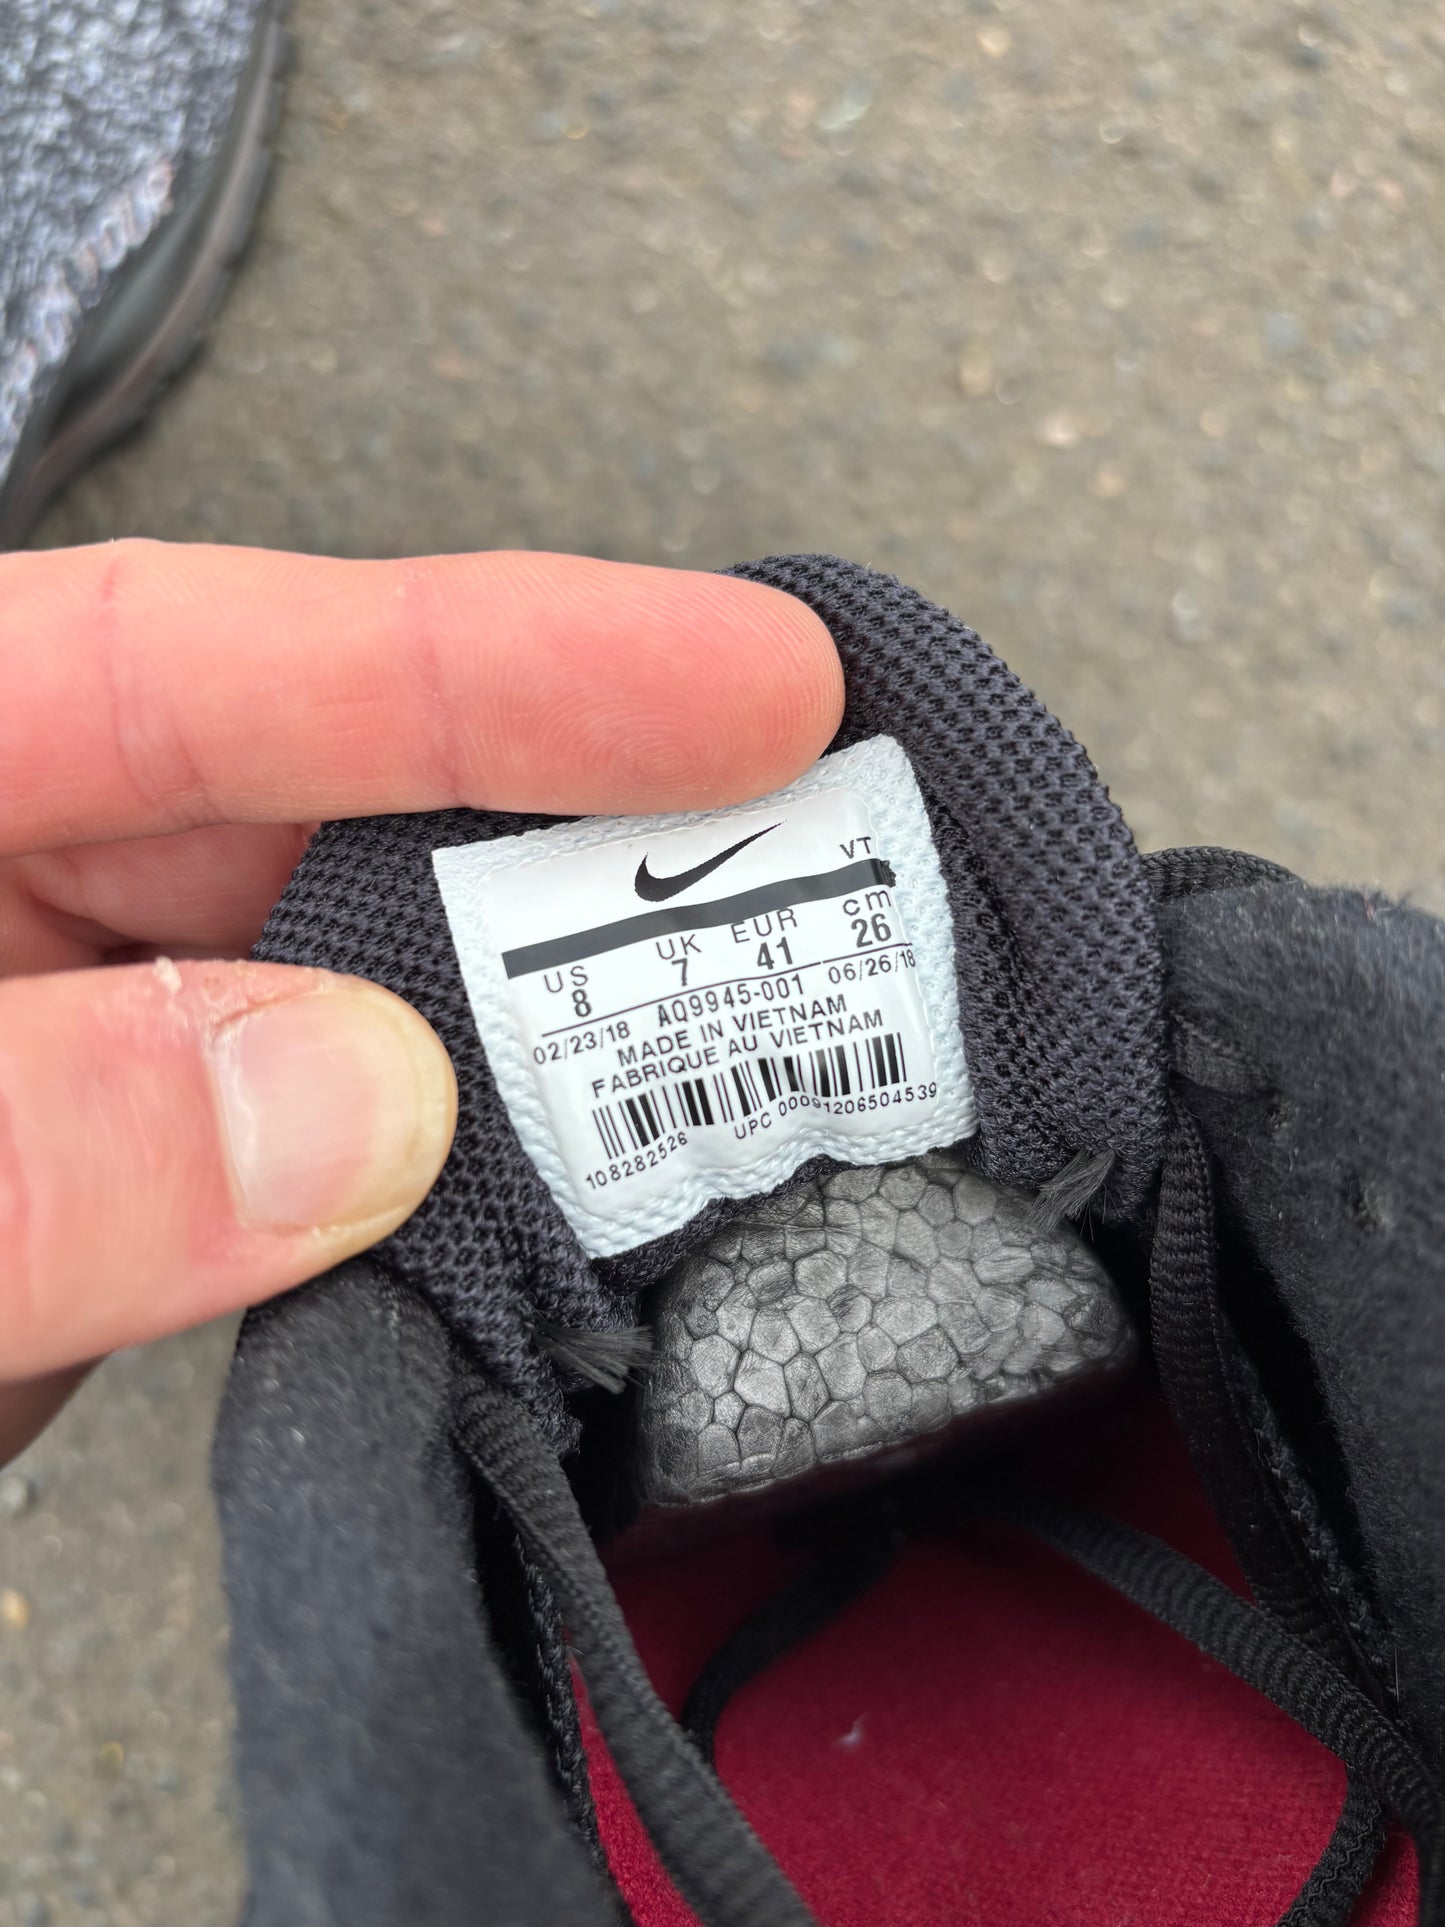 VT
US UK EUR cm
8 7 41 26
02/23/18 AQ9945-001 06/26/18
MADE IN VIETNAM
FABRIQUE AU VIETNAM
108282526 UPC 00091206504539